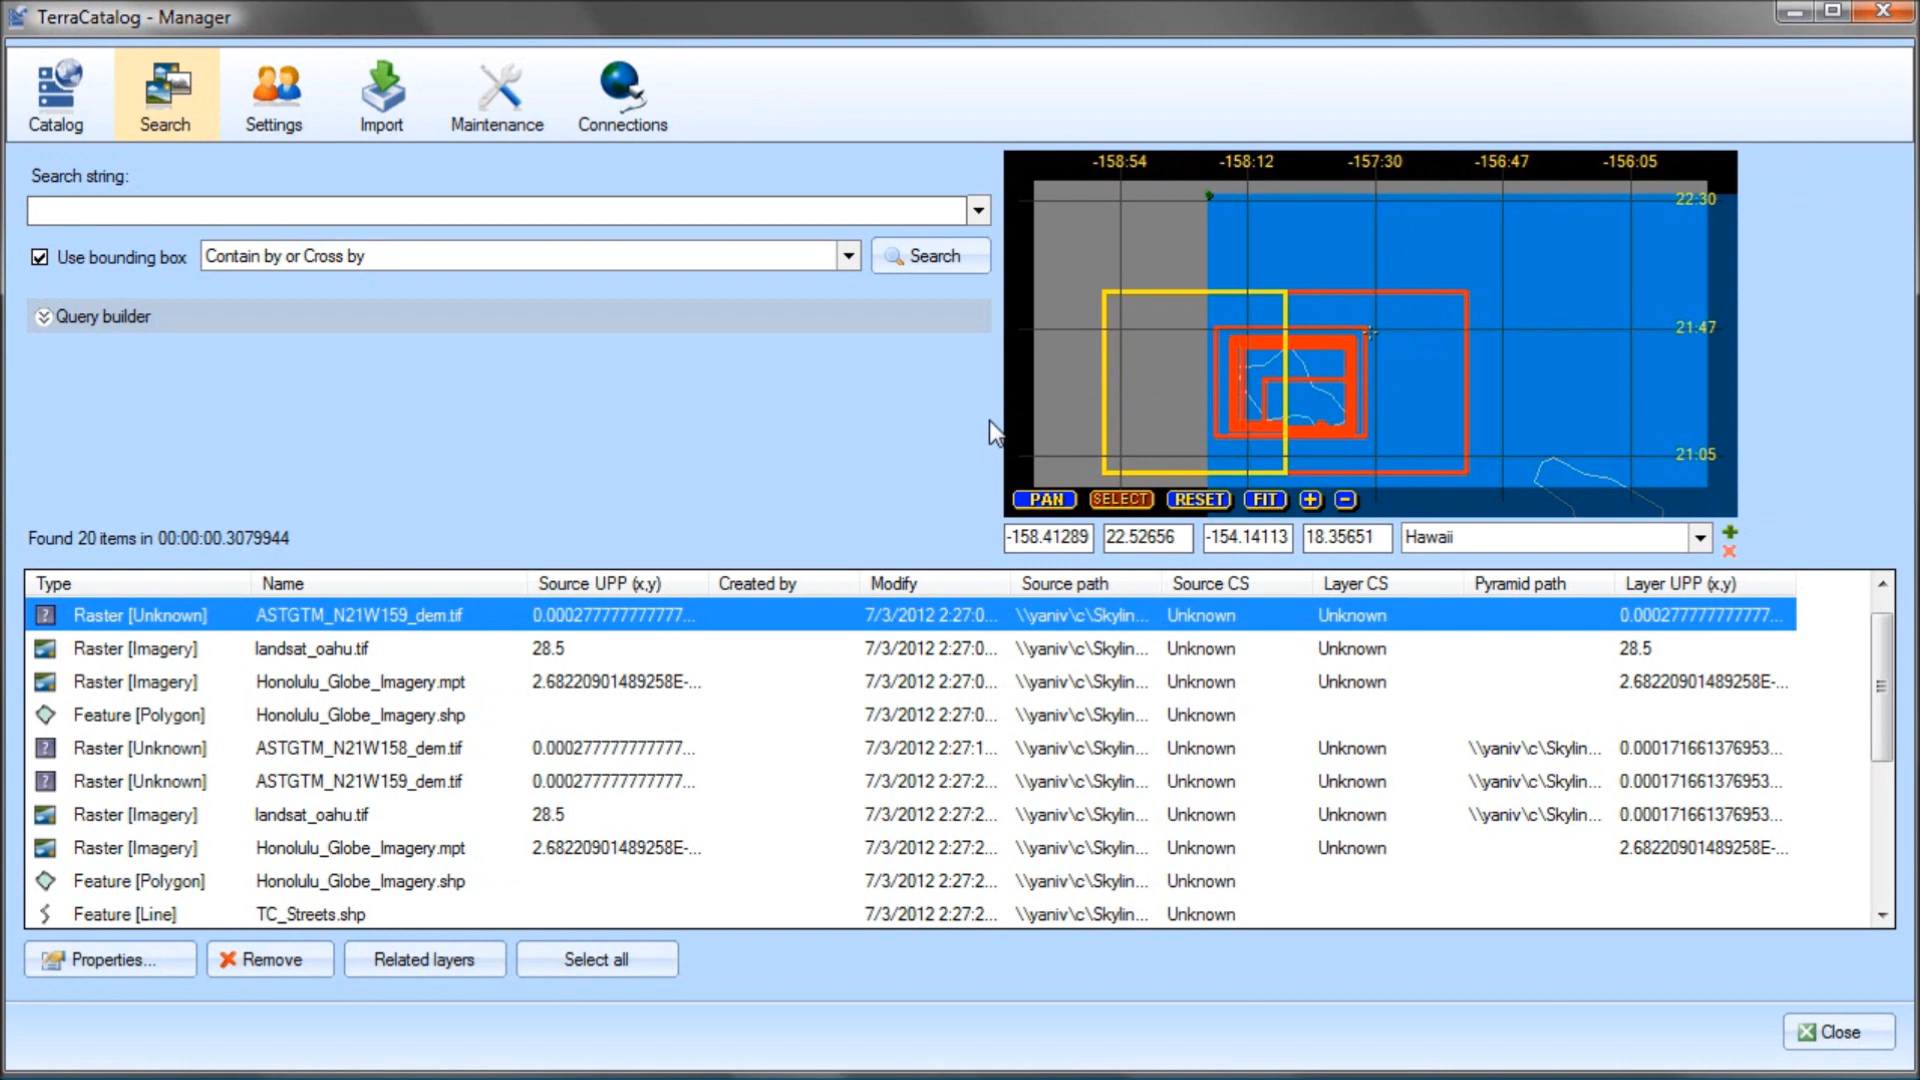 TerraCatalog - Manager
Catalog Search Settings Import Maintenance Connections
Search string:
Use bounding box Contain by or Cross by Search
Query builder
-158:54 -158:12 -157:30 -156:47 -156:05
22:30
21:47
21:05
PAN SELECT RESET FIT + -
Found 20 items in 00:00:00.3079944 -158.41289 22.52656 -154.14113 18.35651 Hawaii
Type Name Source UPP (x,y) Created by Modify Source path Source CS Layer CS Pyramid path Layer UPP (x,y)
? Raster [Unknown] ASTGTM_N21W159_dem.tif 0.000277777777777... 7/3/2012 2:27:0... \\yaniv\c\Skylin... Unknown Unknown 0.000277777777777...
Raster [Imagery] landsat_oahu.tif 28.5 7/3/2012 2:27:0... \\yaniv\c\Skylin... Unknown Unknown 28.5
Raster [Imagery] Honolulu_Globe_Imagery.mpt 2.68220901489258E-... 7/3/2012 2:27:0... \\yaniv\c\Skylin... Unknown Unknown 2.68220901489258E-...
Feature [Polygon] Honolulu_Globe_Imagery.shp 7/3/2012 2:27:0... \\yaniv\c\Skylin... Unknown
? Raster [Unknown] ASTGTM_N21W158_dem.tif 0.000277777777777... 7/3/2012 2:27:1... \\yaniv\c\Skylin... Unknown Unknown \\yaniv\c\Skylin... 0.000171661376953...
? Raster [Unknown] ASTGTM_N21W159_dem.tif 0.000277777777777... 7/3/2012 2:27:2... \\yaniv\c\Skylin... Unknown Unknown \\yaniv\c\Skylin... 0.000171661376953...
Raster [Imagery] landsat_oahu.tif 28.5 7/3/2012 2:27:2... \\yaniv\c\Skylin... Unknown Unknown \\yaniv\c\Skylin... 0.000171661376953...
Raster [Imagery] Honolulu_Globe_Imagery.mpt 2.68220901489258E-... 7/3/2012 2:27:2... \\yaniv\c\Skylin... Unknown Unknown 2.68220901489258E-...
Feature [Polygon] Honolulu_Globe_Imagery.shp 7/3/2012 2:27:2... \\yaniv\c\Skylin... Unknown
Feature [Line] TC_Streets.shp 7/3/2012 2:27:2... \\yaniv\c\Skylin... Unknown
Properties... Remove Related layers Select all
Close